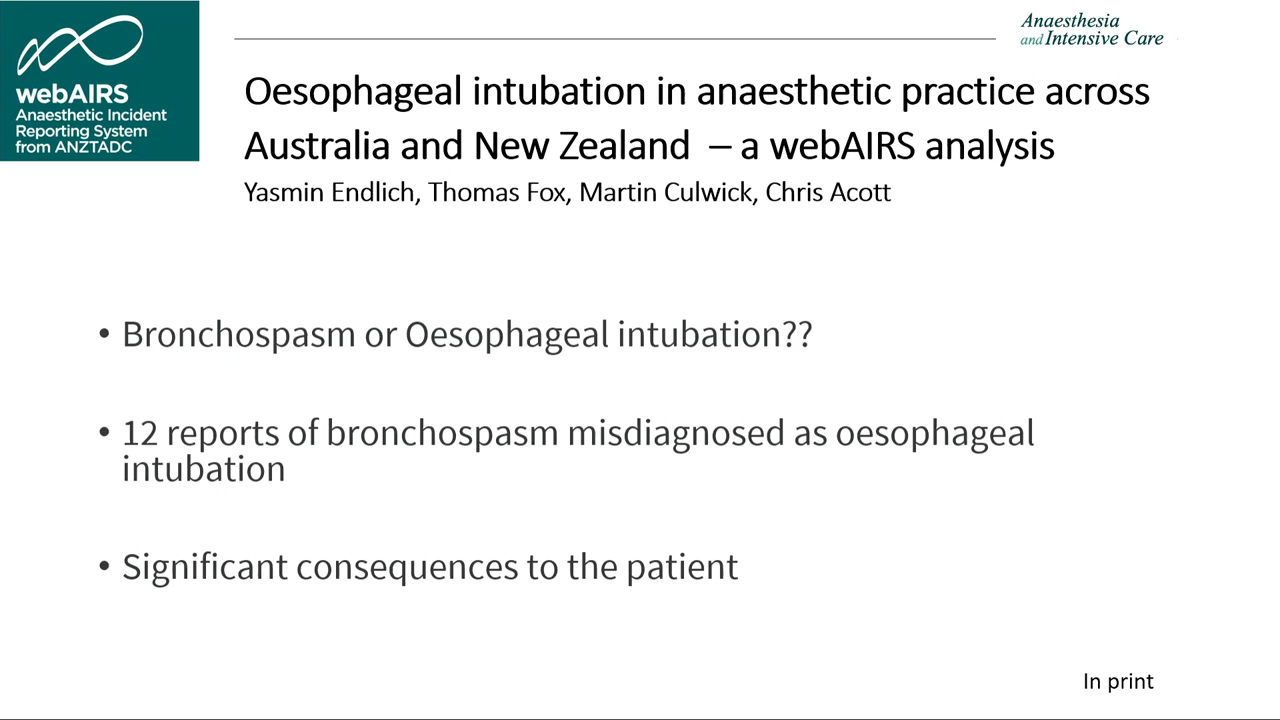 webAIRS
Anaesthetic Incident
Reporting System
from ANZTADC
Anaesthesia
and Intensive Care
Oesophageal intubation in anaesthetic practice across
Australia and New Zealand – a webAIRS analysis
Yasmin Endlich, Thomas Fox, Martin Culwick, Chris Acott
• Bronchospasm or Oesophageal intubation??
• 12 reports of bronchospasm misdiagnosed as oesophageal
intubation
• Significant consequences to the patient
In print